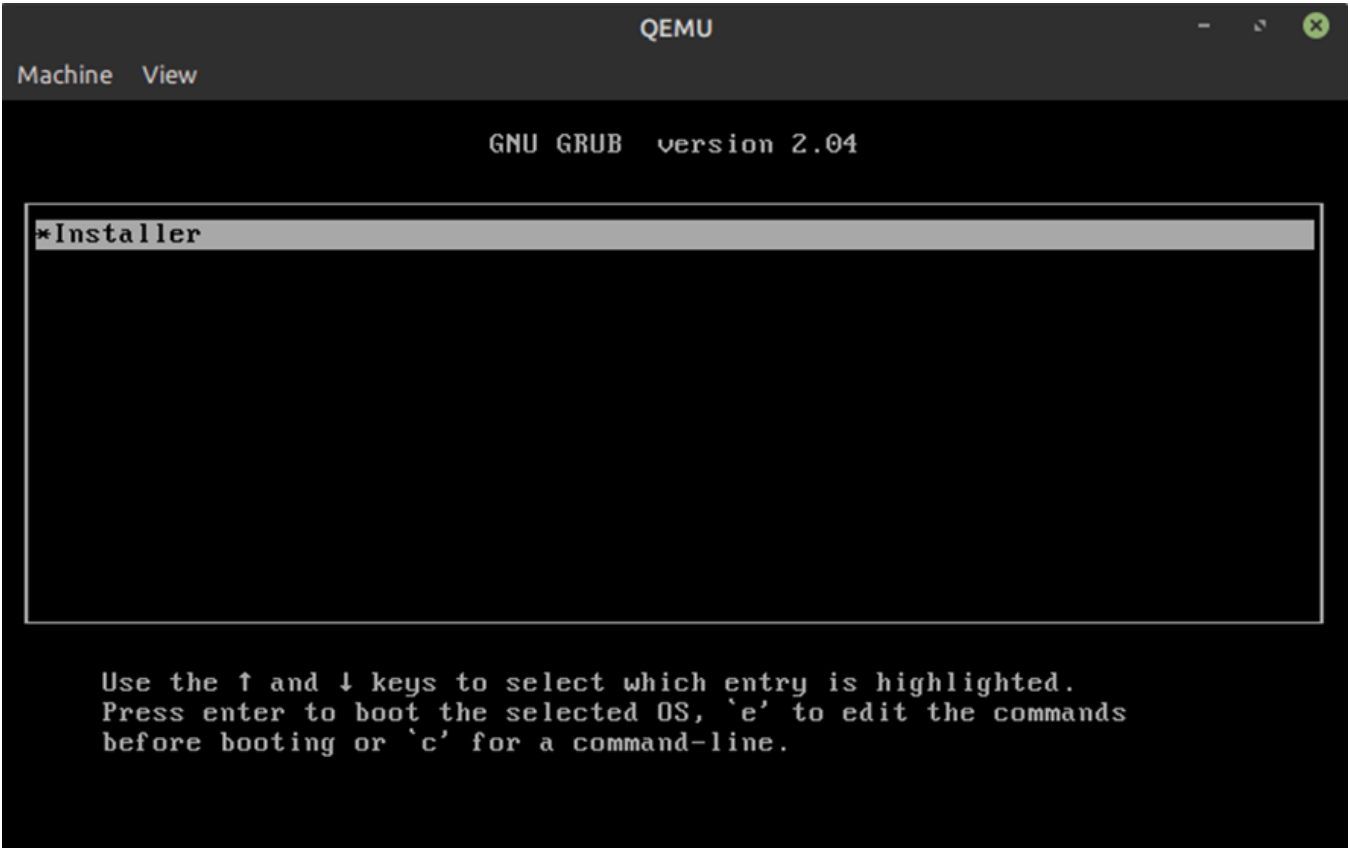 QEMU
Machine View
GNU GRUB version 2.04
*Installer
Use the ↑ and ↓ keys to select which entry is highlighted.
Press enter to boot the selected OS, `e' to edit the commands
before booting or `c' for a command-line.